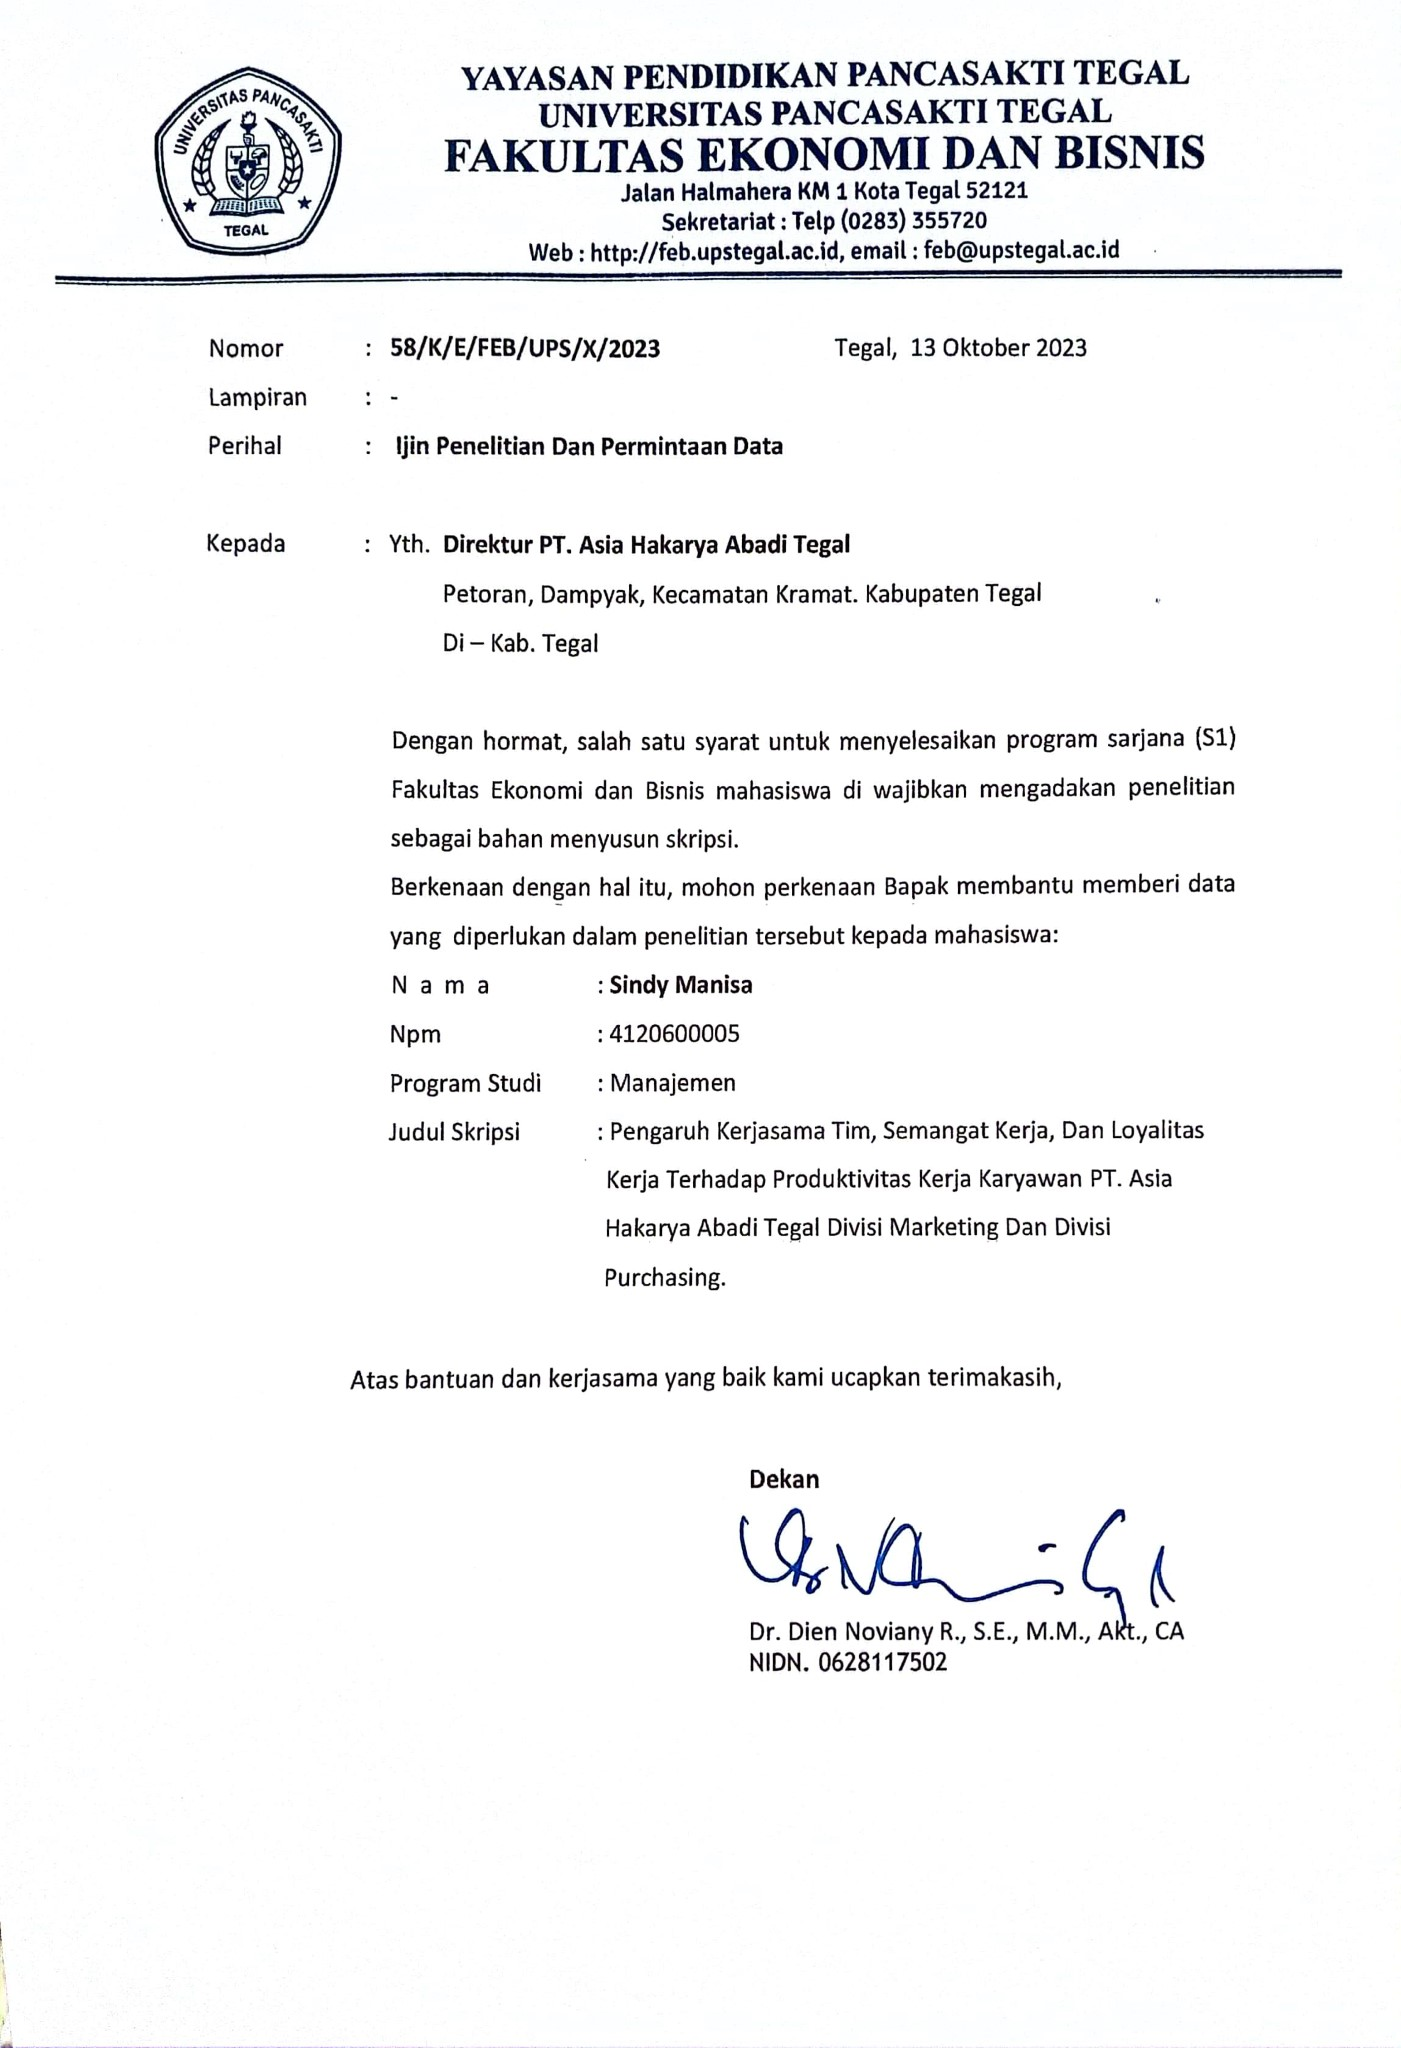 UNIVERSITAS PANCASAKTI
TEGAL
YAYASAN PENDIDIKAN PANCASAKTI TEGAL
UNIVERSITAS PANCASAKTI TEGAL
FAKULTAS EKONOMI DAN BISNIS
Jalan Halmahera KM 1 Kota Tegal 52121
Sekretariat : Telp (0283) 355720
Web : http://feb.upstegal.ac.id, email : feb@upstegal.ac.id
Nomor : 58/K/E/FEB/UPS/X/2023 Tegal, 13 Oktober 2023
Lampiran : -
Perihal : Ijin Penelitian Dan Permintaan Data
Kepada : Yth. Direktur PT. Asia Hakarya Abadi Tegal
Petoran, Dampyak, Kecamatan Kramat. Kabupaten Tegal
Di – Kab. Tegal
Dengan hormat, salah satu syarat untuk menyelesaikan program sarjana (S1)
Fakultas Ekonomi dan Bisnis mahasiswa di wajibkan mengadakan penelitian
sebagai bahan menyusun skripsi.
Berkenaan dengan hal itu, mohon perkenaan Bapak membantu memberi data
yang diperlukan dalam penelitian tersebut kepada mahasiswa:
N a m a : Sindy Manisa
Npm : 4120600005
Program Studi : Manajemen
Judul Skripsi : Pengaruh Kerjasama Tim, Semangat Kerja, Dan Loyalitas
Kerja Terhadap Produktivitas Kerja Karyawan PT. Asia
Hakarya Abadi Tegal Divisi Marketing Dan Divisi
Purchasing.
Atas bantuan dan kerjasama yang baik kami ucapkan terimakasih,
Dekan
Dr. Dien Noviany R., S.E., M.M., Akt., CA
NIDN. 0628117502